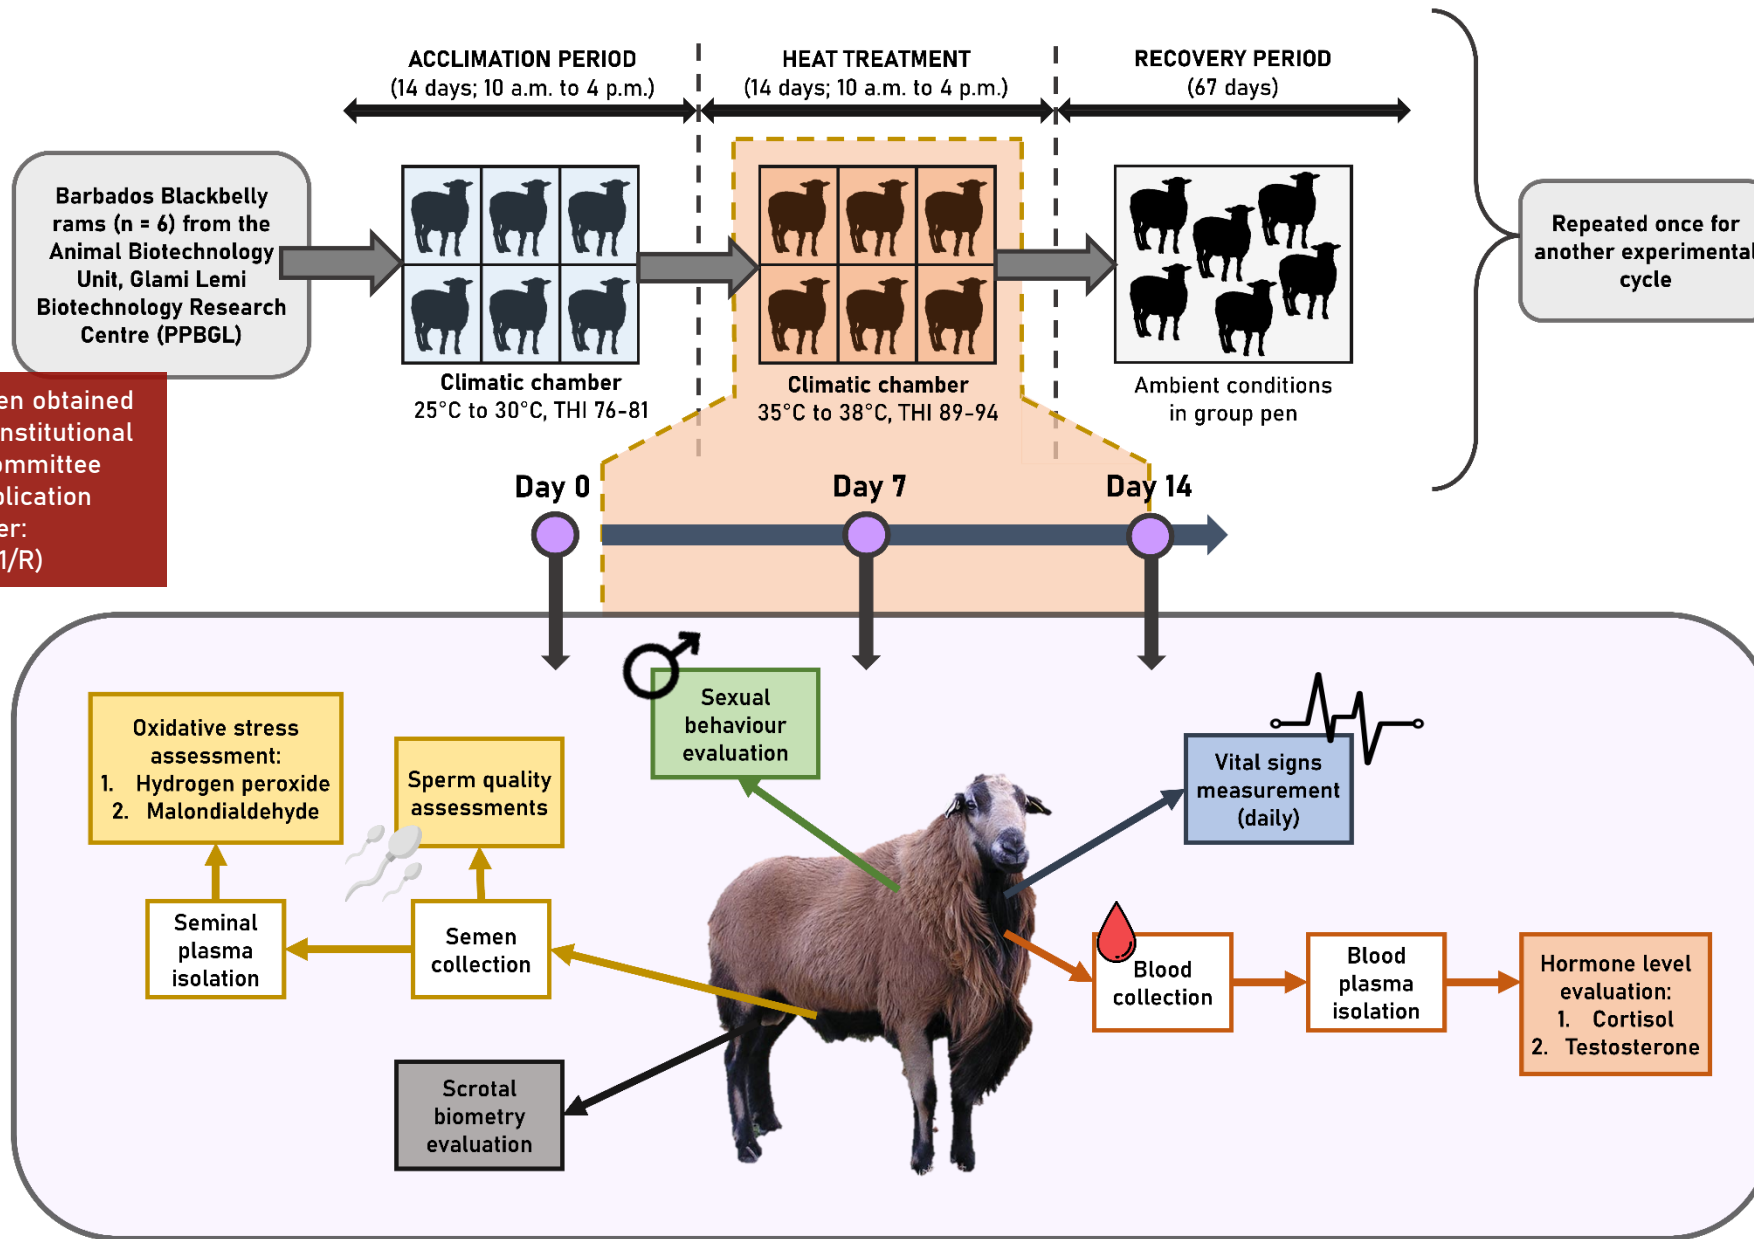 ACCLIMATION PERIOD
(14 days; 10 a.m. to 4 p.m.)
HEAT TREATMENT
(14 days; 10 a.m. to 4 p.m.)
RECOVERY PERIOD
(67 days)
Barbados Blackbelly
rams (n = 6) from the
Animal Biotechnology
Unit, Glami Lemi
Biotechnology Research
Centre (PPBGL)
Climatic chamber
25°C to 30°C, THI 76-81
Climatic chamber
35°C to 38°C, THI 89-94
Ambient conditions
in group pen
Repeated once for
another experimental
cycle
en obtained
nstitutional
ommittee
plication
er:
1/R)
Day 0
Day 7
Day 14
Oxidative stress
assessment:
1. Hydrogen peroxide
2. Malondialdehyde
Sperm quality
assessments
Sexual
behaviour
evaluation
Vital signs
measurement
(daily)
Seminal
plasma
isolation
Semen
collection
Blood
collection
Blood
plasma
isolation
Hormone level
evaluation:
1. Cortisol
2. Testosterone
Scrotal
biometry
evaluation